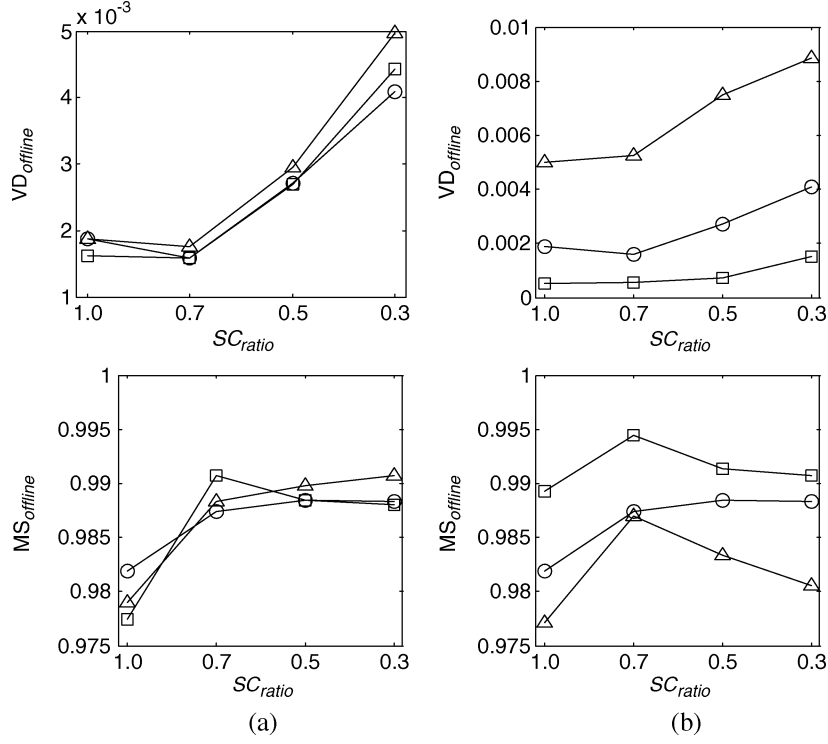 x 10⁻³
5
4
3
2
1
VD_offline
1.0 0.7 0.5 0.3
SC_ratio
0.01
0.008
0.006
0.004
0.002
0
VD_offline
1.0 0.7 0.5 0.3
SC_ratio
1
0.995
0.99
0.985
0.98
0.975
MS_offline
1.0 0.7 0.5 0.3
SC_ratio
(a)
1
0.995
0.99
0.985
0.98
0.975
MS_offline
1.0 0.7 0.5 0.3
SC_ratio
(b)